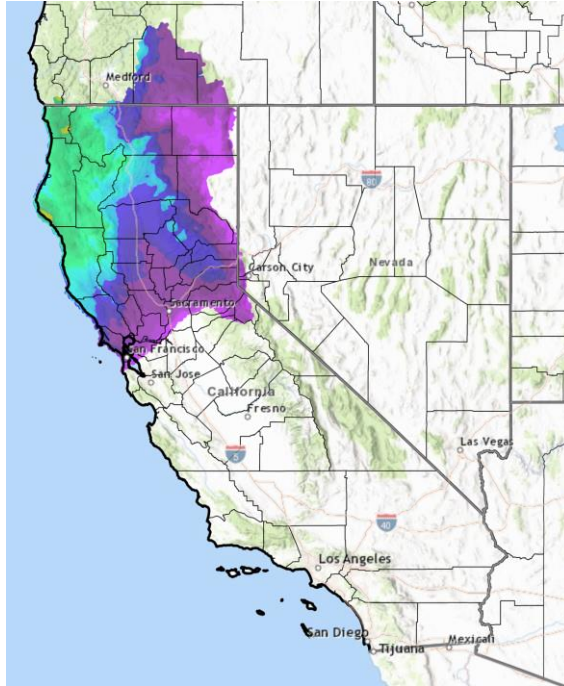 Medford
80
Carson City
Nevada
Sacramento
San Francisco
San Jose
California
Fresno
Las Vegas
5
40
Los Angeles
San Diego
Mexicali
Tijuana